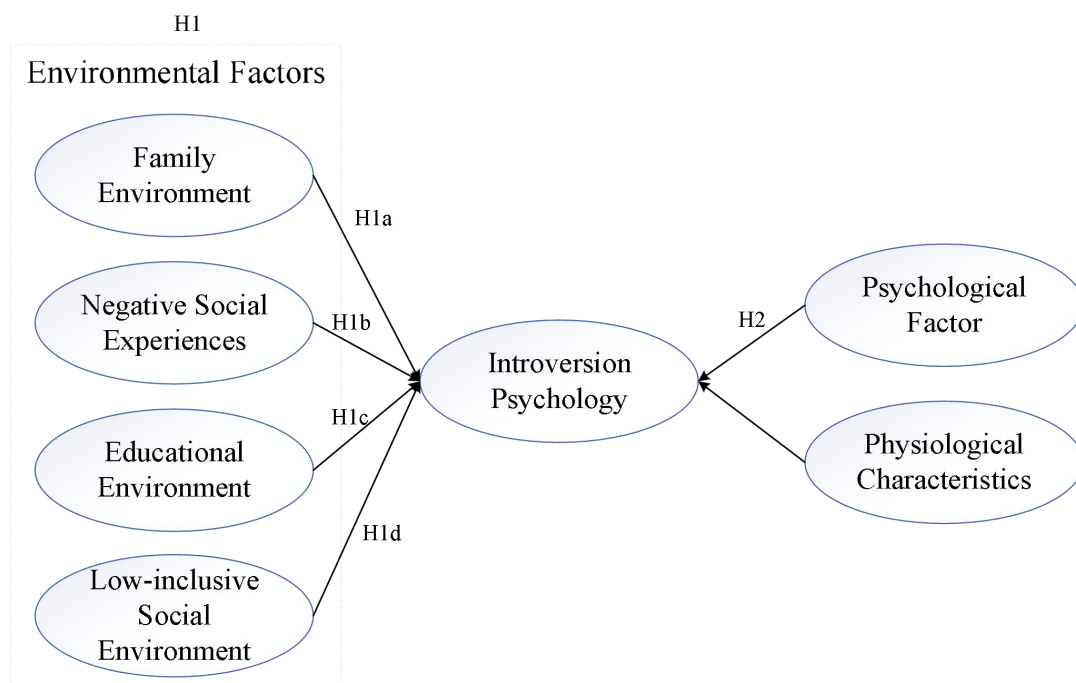 H1
Environmental Factors
Family
Environment
H1a
Negative Social
Experiences
H1b
Educational
Environment
H1c
Low-inclusive
Social
Environment
H1d
Introversion
Psychology
H2
Psychological
Factor
Physiological
Characteristics